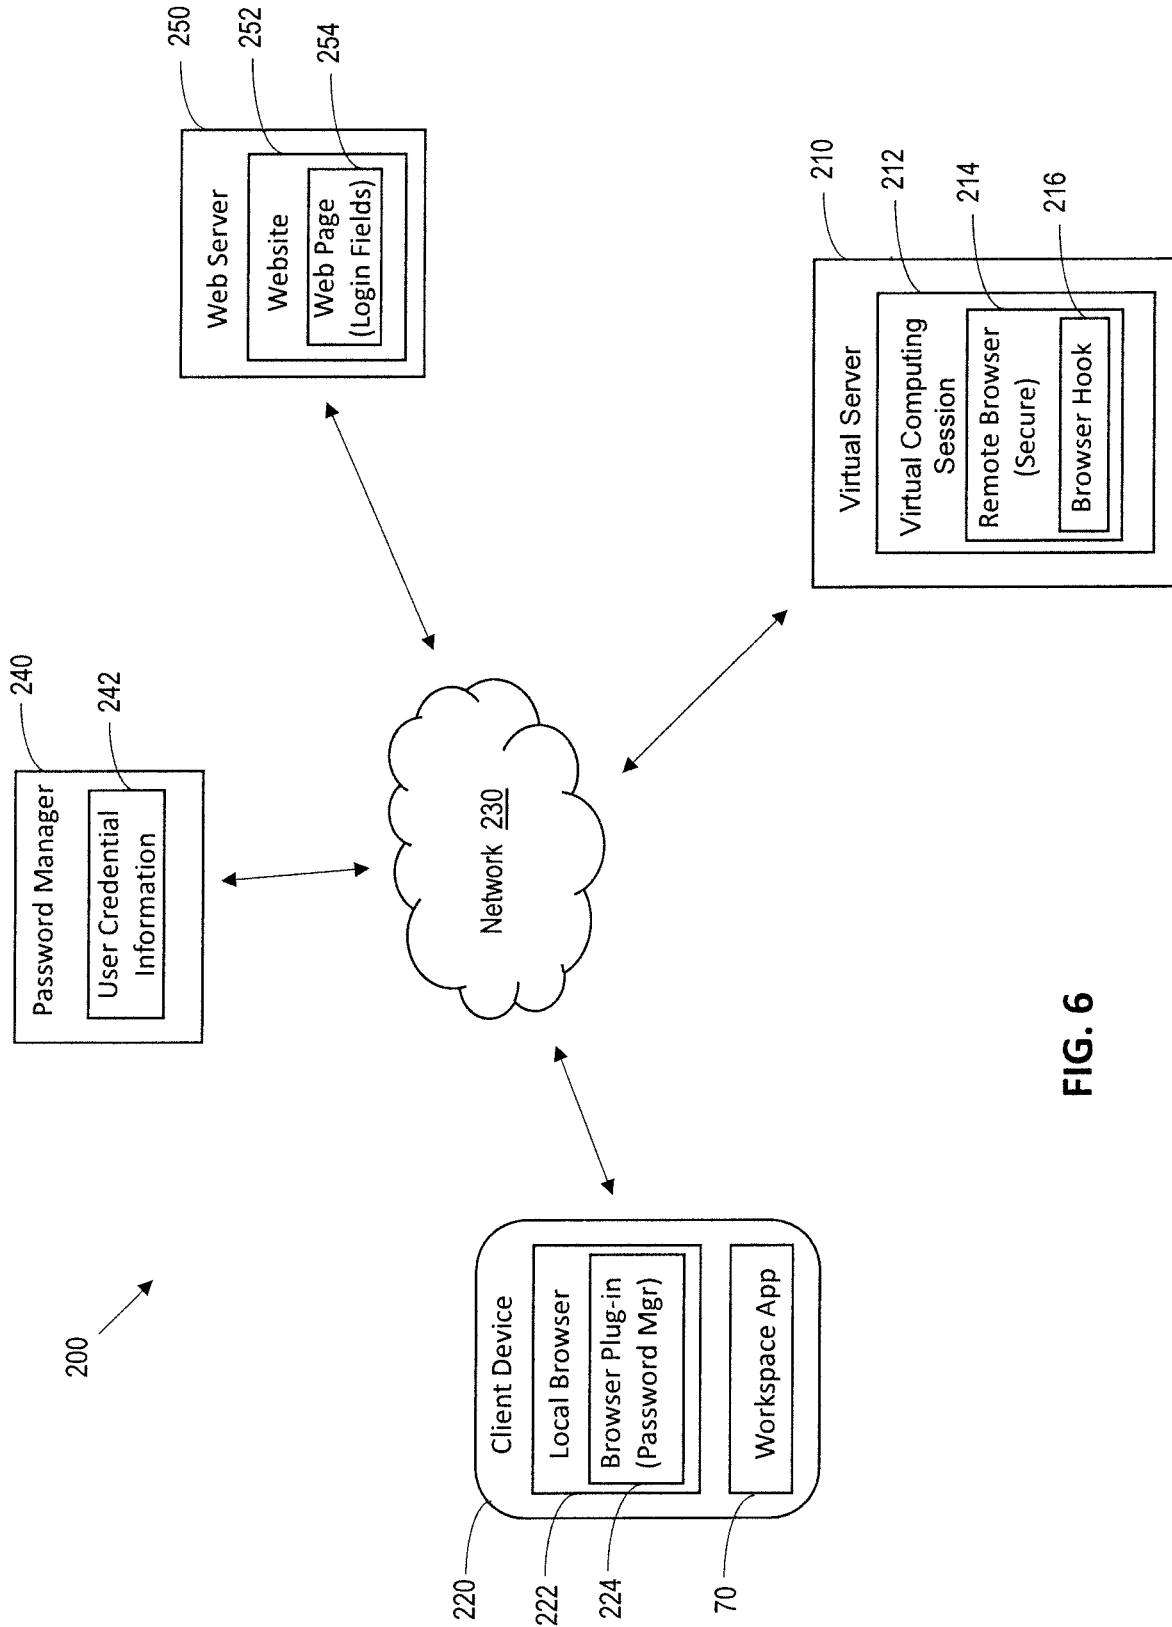 200
Password Manager
240
User Credential
Information
242
Web Server
250
Website
252
Web Page
(Login Fields)
254
Network 230
Client Device
220
Local Browser
222
Browser Plug-in
(Password Mgr)
224
Workspace App
70
Virtual Server
210
Virtual Computing
Session
212
Remote Browser
(Secure)
214
Browser Hook
216
FIG. 6